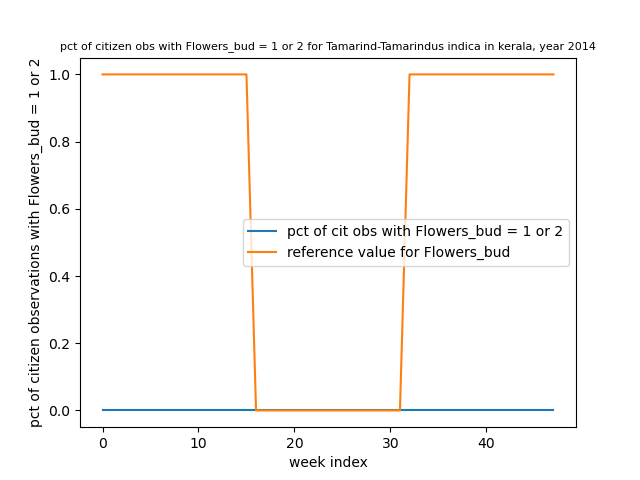 pct of citizen obs with Flowers_bud = 1 or 2 for Tamarind-Tamarindus indica in kerala, year 2014
pct of citizen observations with Flowers_bud = 1 or 2
1.0
0.8
0.6
0.4
0.2
0.0
pct of cit obs with Flowers_bud = 1 or 2
reference value for Flowers_bud
0
10
20
30
40
week index